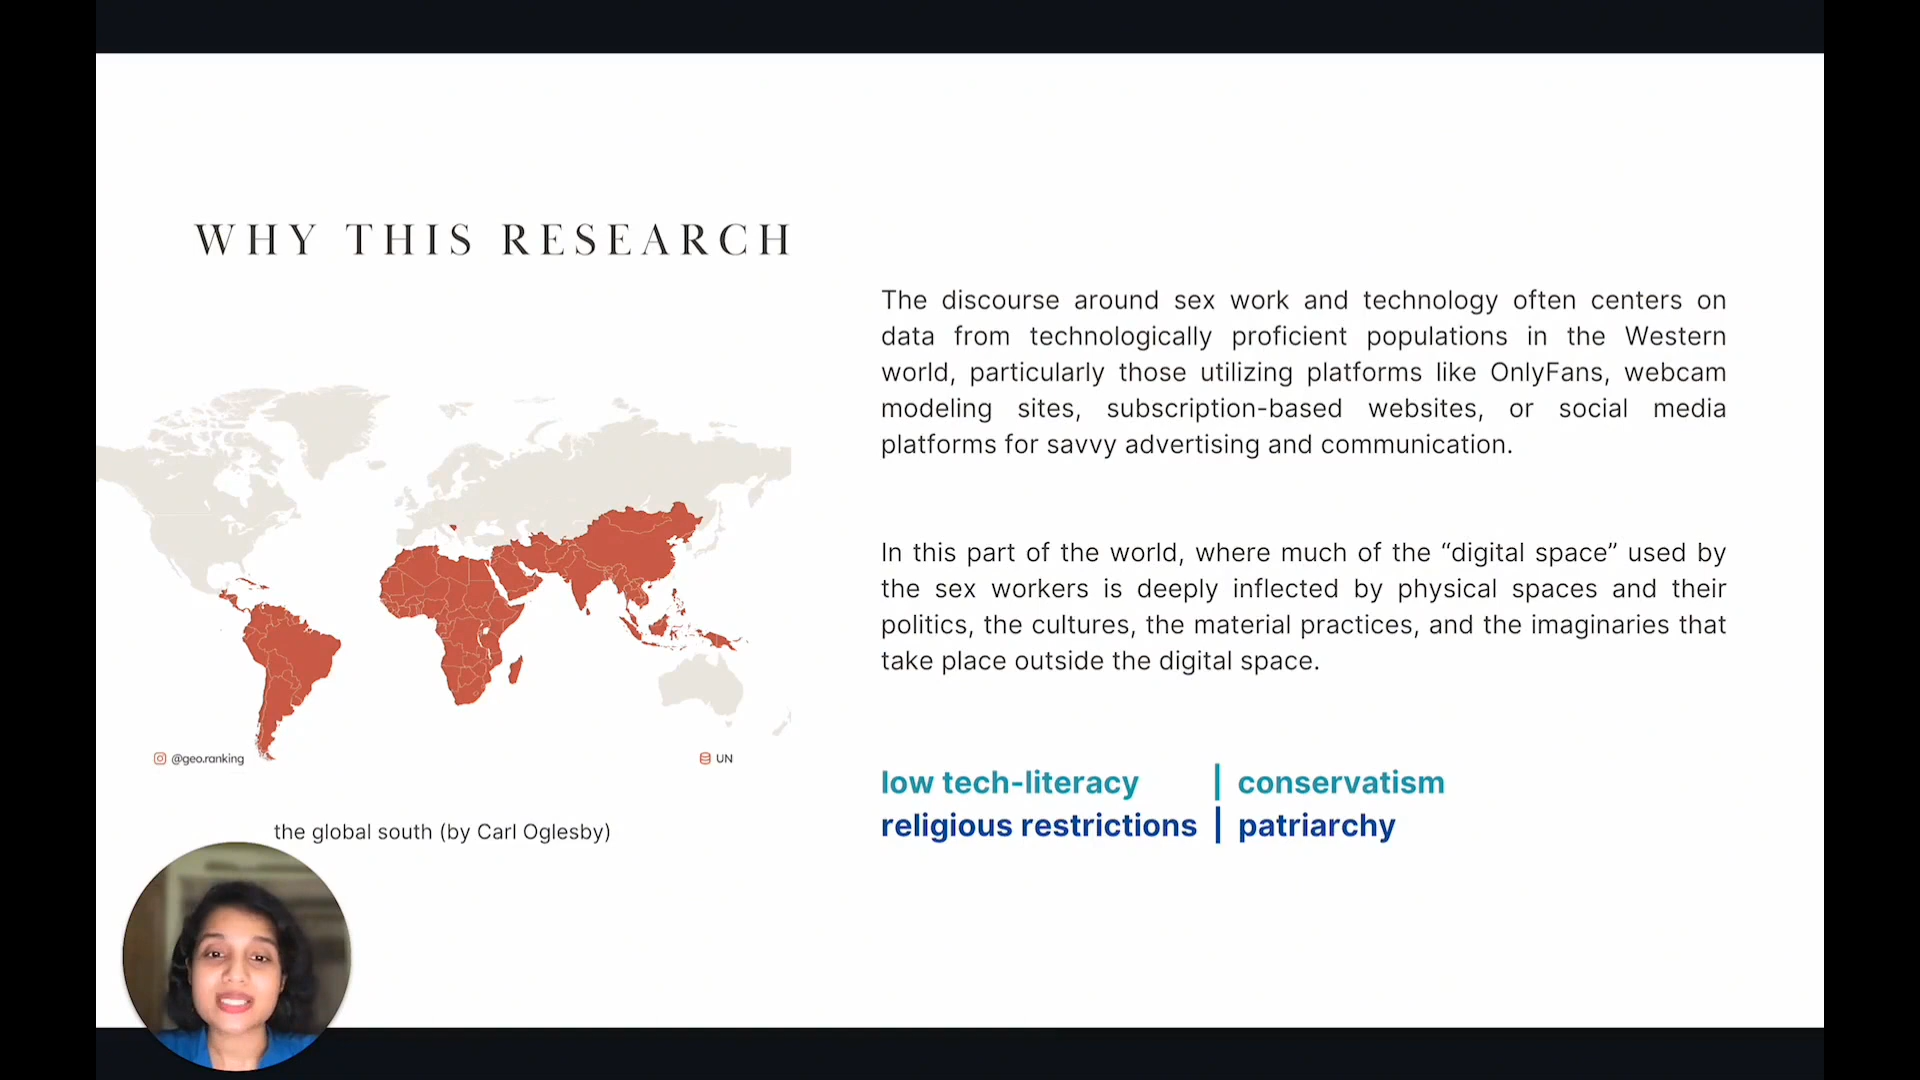 WHY THIS RESEARCH
The discourse around sex work and technology often centers on
data from technologically proficient populations in the Western
world, particularly those utilizing platforms like OnlyFans, webcam
modeling sites, subscription-based websites, or social media
platforms for savvy advertising and communication.
In this part of the world, where much of the “digital space” used by
the sex workers is deeply inflected by physical spaces and their
politics, the cultures, the material practices, and the imaginaries that
take place outside the digital space.
low tech-literacy | conservatism
religious restrictions | patriarchy
@geo.ranking
UN
the global south (by Carl Oglesby)